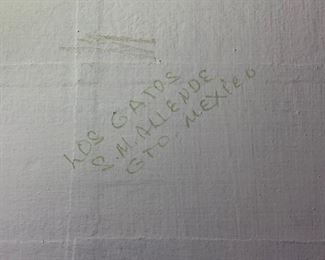 LOS GATOS
S.M. ALLENDE
GTO. MEXICO